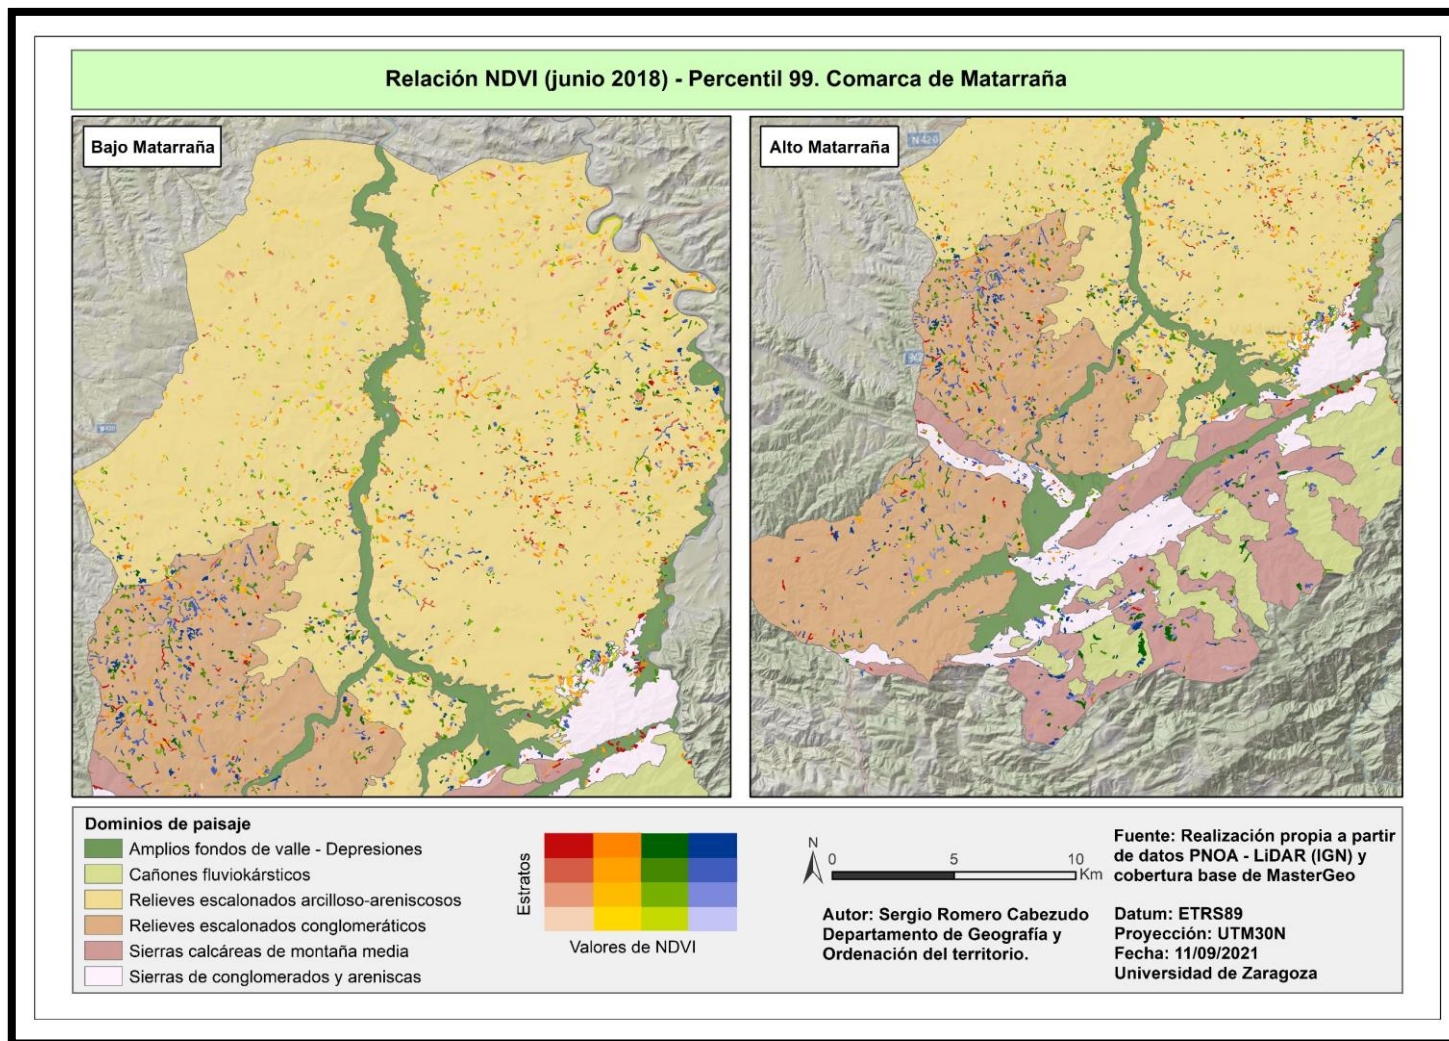 Relación NDVI (junio 2018) - Percentil 99. Comarca de Matarraña
Bajo Matarraña
Alto Matarraña
N 420
Dominios de paisaje
Amplios fondos de valle - Depresiones
Cañones fluviokársticos
Relieves escalonados arcilloso-areniscosos
Relieves escalonados conglomeráticos
Sierras calcáreas de montaña media
Sierras de conglomerados y areniscas
Estratos
Valores de NDVI
N
0 5 10
Km
Autor: Sergio Romero Cabezudo
Departamento de Geografía y
Ordenación del territorio.
Fuente: Realización propia a partir
de datos PNOA - LiDAR (IGN) y
cobertura base de MasterGeo
Datum: ETRS89
Proyección: UTM30N
Fecha: 11/09/2021
Universidad de Zaragoza